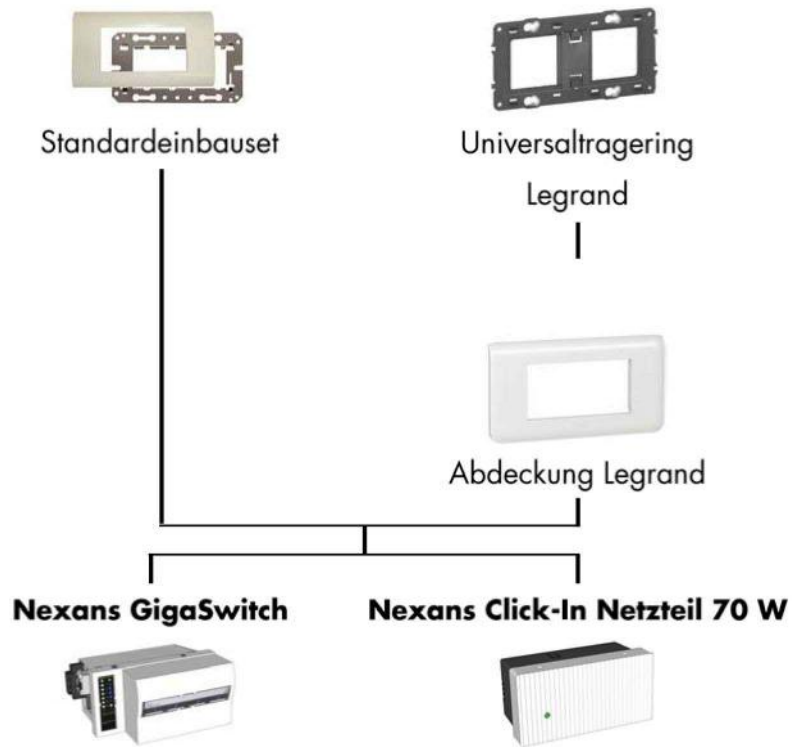 Standardeinbauset
Universaltragering
Legrand
Abdeckung Legrand
Nexans GigaSwitch
Nexans Click-In Netzteil 70 W